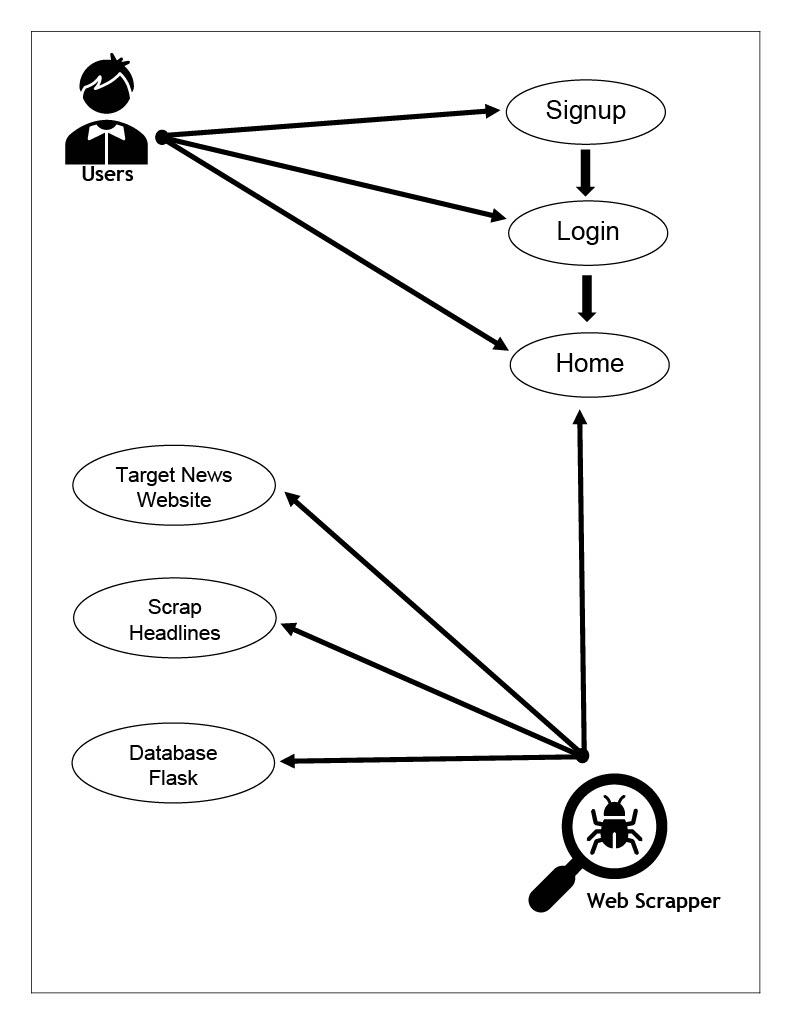 Signup
Users
Login
Home
Target News
Website
Scrap
Headlines
Database
Flask
Web Scrapper